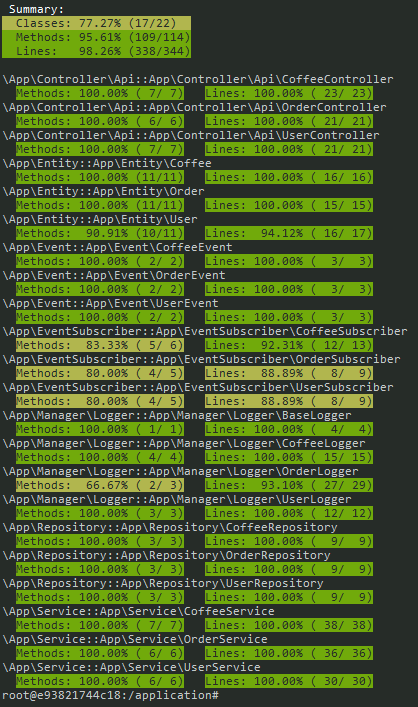 Summary:
Classes: 77.27% (17/22)
Methods: 95.61% (109/114)
Lines:   98.26% (338/344)
\App\Controller\Api::App\Controller\Api\CoffeeController
Methods: 100.00% ( 7/ 7)   Lines: 100.00% ( 23/ 23)
\App\Controller\Api::App\Controller\Api\OrderController
Methods: 100.00% ( 6/ 6)   Lines: 100.00% ( 21/ 21)
\App\Controller\Api::App\Controller\Api\UserController
Methods: 100.00% ( 7/ 7)   Lines: 100.00% ( 21/ 21)
\App\Entity::App\Entity\Coffee
Methods: 100.00% (11/11)   Lines: 100.00% ( 16/ 16)
\App\Entity::App\Entity\Order
Methods: 100.00% (11/11)   Lines: 100.00% ( 15/ 15)
\App\Entity::App\Entity\User
Methods:  90.91% (10/11)   Lines:  94.12% ( 16/ 17)
\App\Event::App\Event\CoffeeEvent
Methods: 100.00% ( 2/ 2)   Lines: 100.00% (  3/  3)
\App\Event::App\Event\OrderEvent
Methods: 100.00% ( 2/ 2)   Lines: 100.00% (  3/  3)
\App\Event::App\Event\UserEvent
Methods: 100.00% ( 2/ 2)   Lines: 100.00% (  3/  3)
\App\EventSubscriber::App\EventSubscriber\CoffeeSubscriber
Methods:  83.33% ( 5/ 6)   Lines:  92.31% ( 12/ 13)
\App\EventSubscriber::App\EventSubscriber\OrderSubscriber
Methods:  80.00% ( 4/ 5)   Lines:  88.89% (  8/  9)
\App\EventSubscriber::App\EventSubscriber\UserSubscriber
Methods:  80.00% ( 4/ 5)   Lines:  88.89% (  8/  9)
\App\Manager\Logger::App\Manager\Logger\BaseLogger
Methods: 100.00% ( 1/ 1)   Lines: 100.00% (  4/  4)
\App\Manager\Logger::App\Manager\Logger\CoffeeLogger
Methods: 100.00% ( 4/ 4)   Lines: 100.00% ( 15/ 15)
\App\Manager\Logger::App\Manager\Logger\OrderLogger
Methods:  66.67% ( 2/ 3)   Lines:  93.10% ( 27/ 29)
\App\Manager\Logger::App\Manager\Logger\UserLogger
Methods: 100.00% ( 3/ 3)   Lines: 100.00% ( 12/ 12)
\App\Repository::App\Repository\CoffeeRepository
Methods: 100.00% ( 3/ 3)   Lines: 100.00% (  9/  9)
\App\Repository::App\Repository\OrderRepository
Methods: 100.00% ( 3/ 3)   Lines: 100.00% (  9/  9)
\App\Repository::App\Repository\UserRepository
Methods: 100.00% ( 3/ 3)   Lines: 100.00% (  9/  9)
\App\Service::App\Service\CoffeeService
Methods: 100.00% ( 7/ 7)   Lines: 100.00% ( 38/ 38)
\App\Service::App\Service\OrderService
Methods: 100.00% ( 6/ 6)   Lines: 100.00% ( 36/ 36)
\App\Service::App\Service\UserService
Methods: 100.00% ( 6/ 6)   Lines: 100.00% ( 30/ 30)
root@e93821744c18:/application#